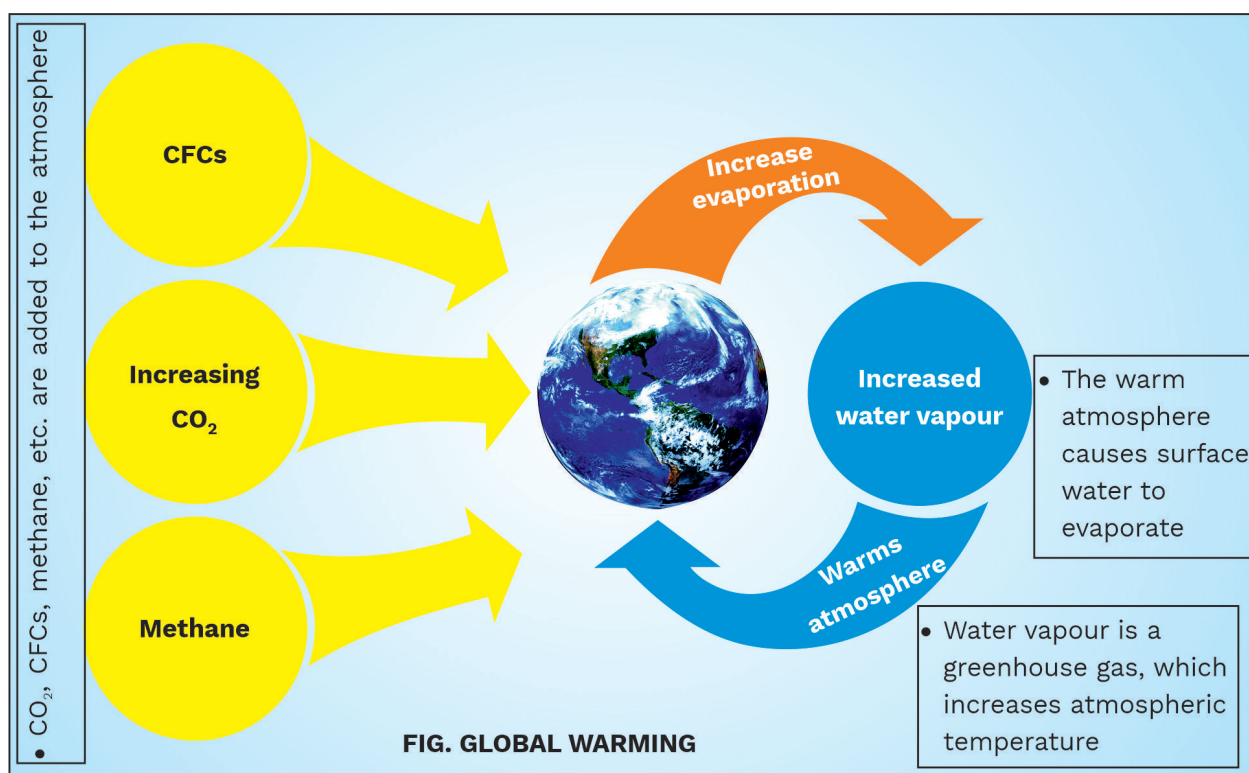 • CO₂, CFCs, methane, etc. are added to the atmosphere
CFCs
Increasing
CO₂
Methane
Increase
evaporation
Increased
water vapour
Warms
atmosphere
• The warm
atmosphere
causes surface
water to
evaporate
• Water vapour is a
greenhouse gas, which
increases atmospheric
temperature
FIG. GLOBAL WARMING